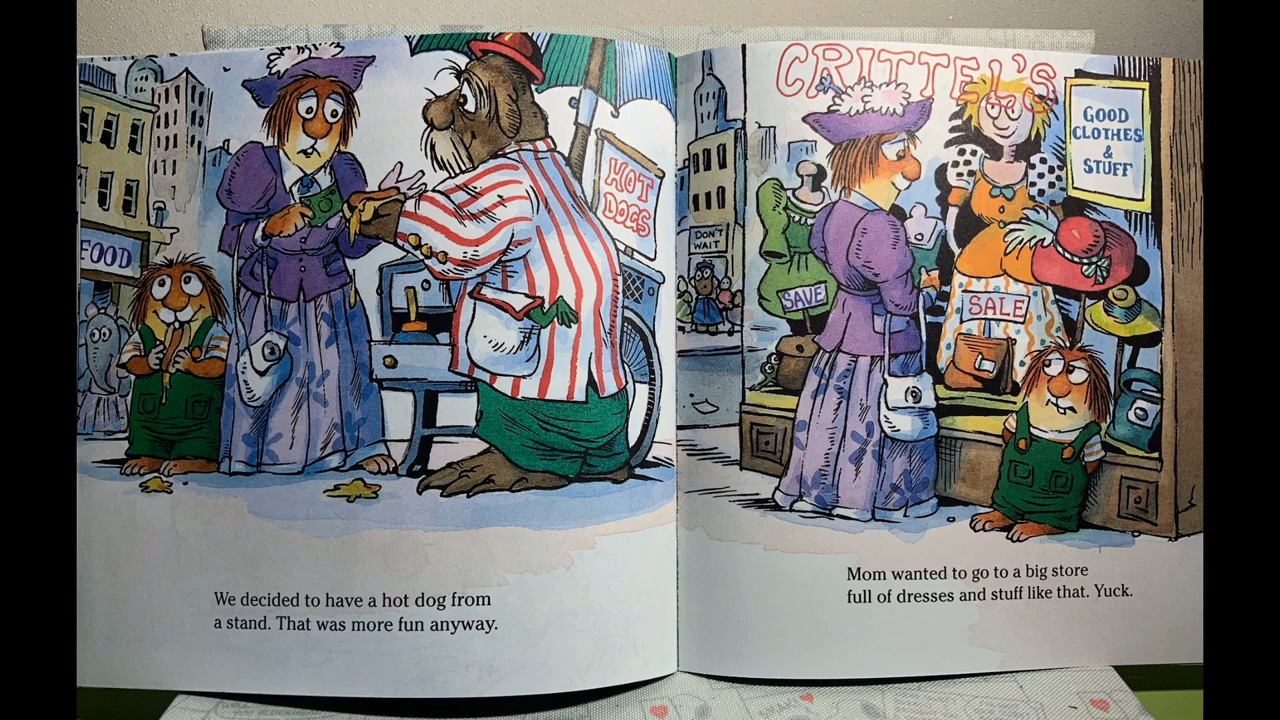 FOOD
HOT
DOGS
We decided to have a hot dog from
a stand. That was more fun anyway.
CRITTEL'S
GOOD
CLOTHES
&
STUFF
DON'T
WAIT
SAVE
SALE
Mom wanted to go to a big store
full of dresses and stuff like that. Yuck.